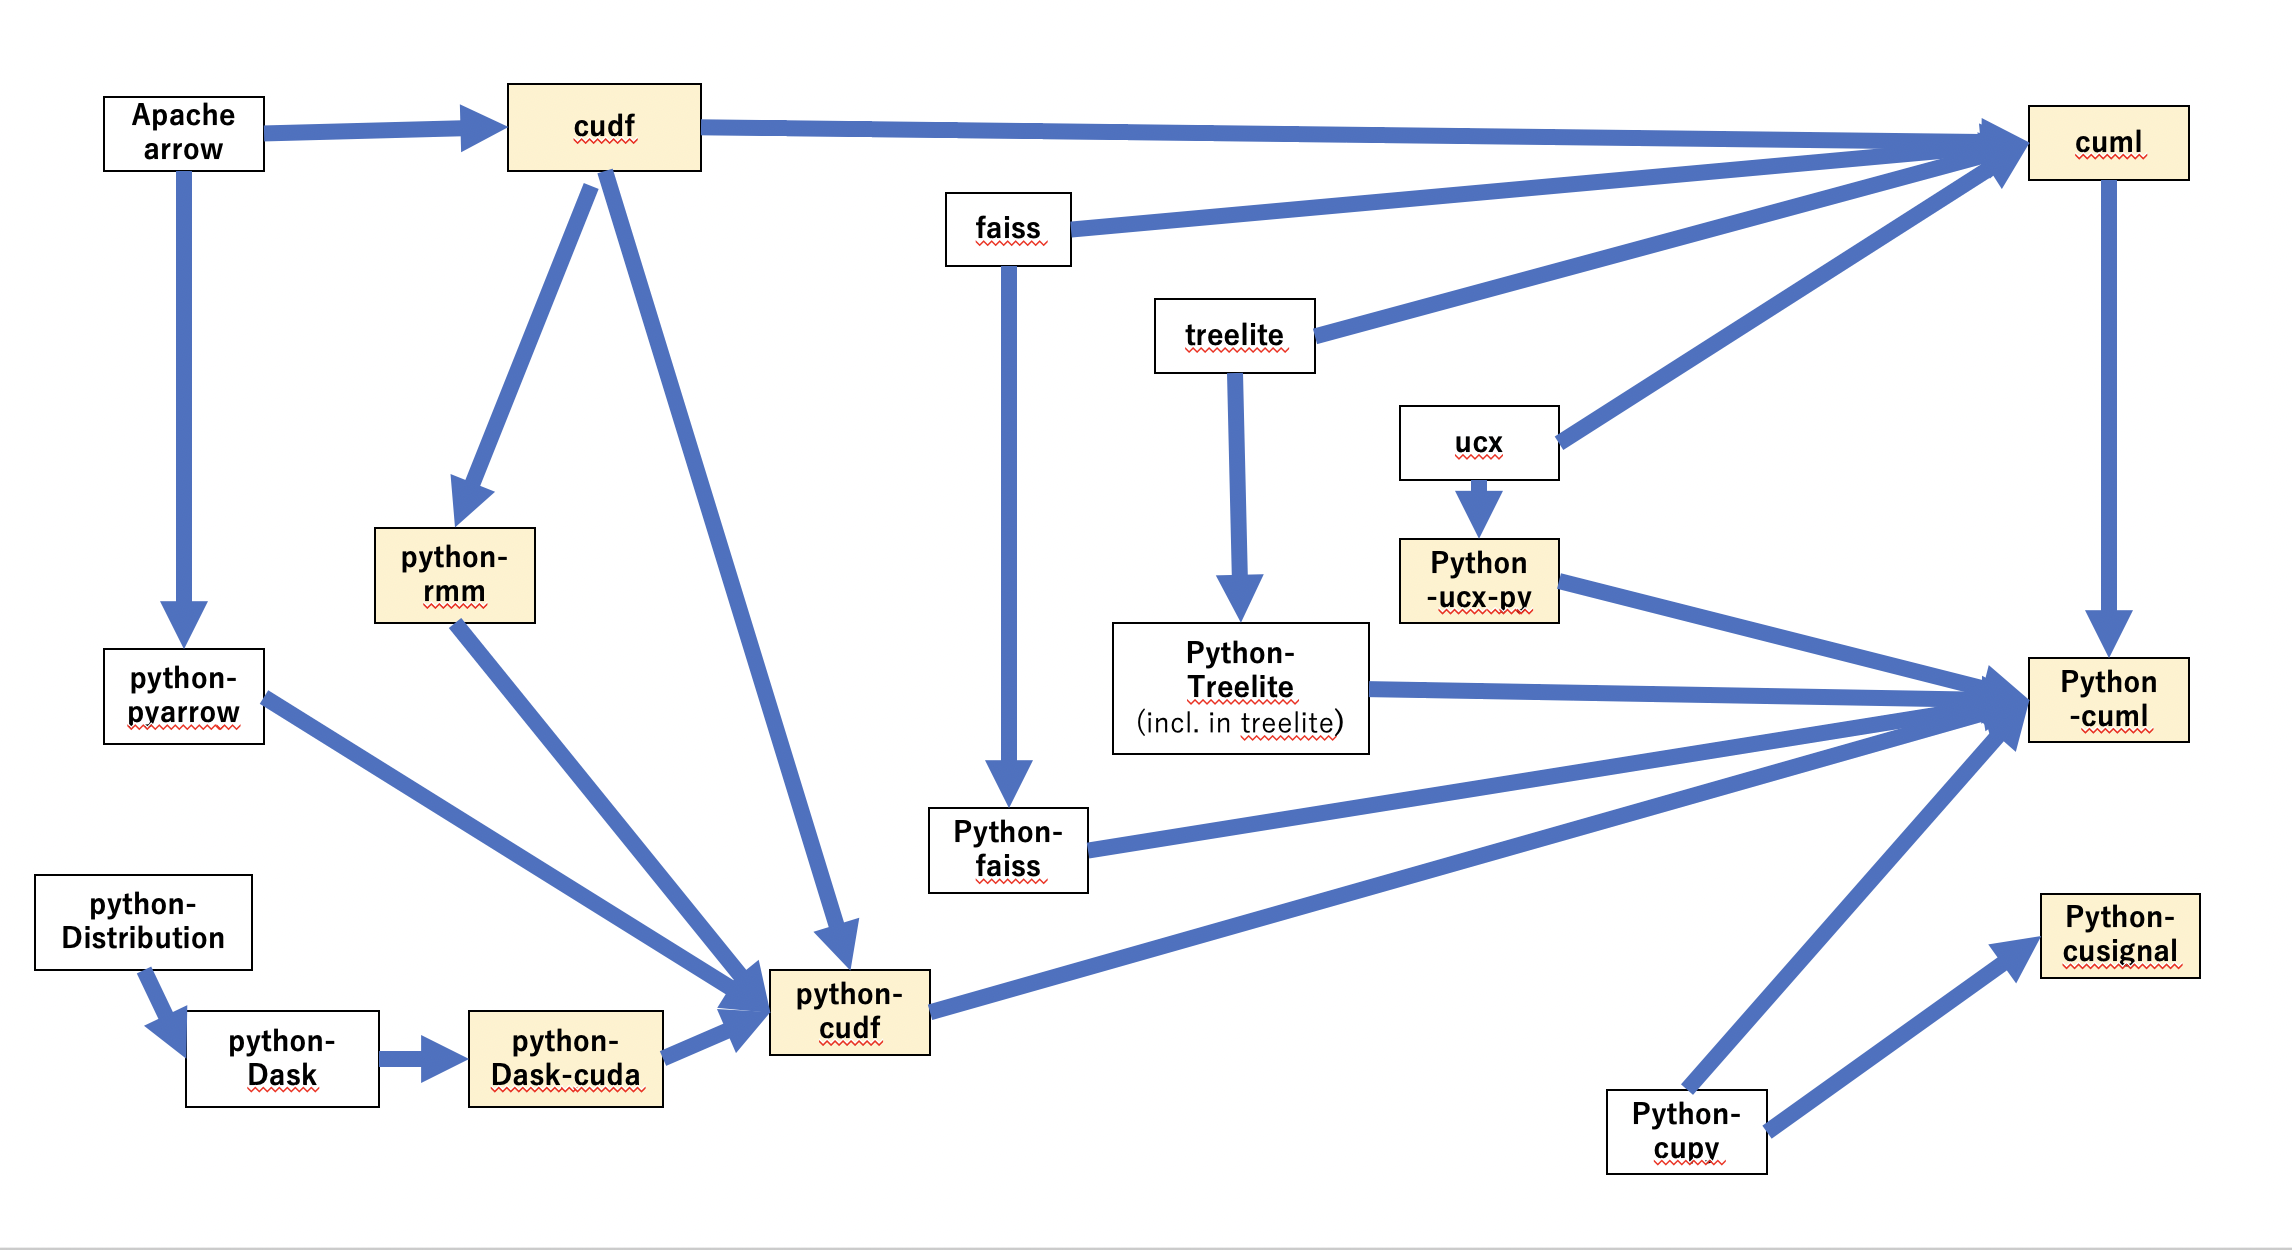 Apache
arrow
cudf
cuml
faiss
treelite
ucx
python-
rmm
Python
-ucx-py
python-
pyarrow
Python-
Treelite
(incl. in treelite)
Python
-cuml
Python-
faiss
python-
Distribution
Python-
cusignal
python-
cudf
python-
Dask
python-
Dask-cuda
Python-
cupy